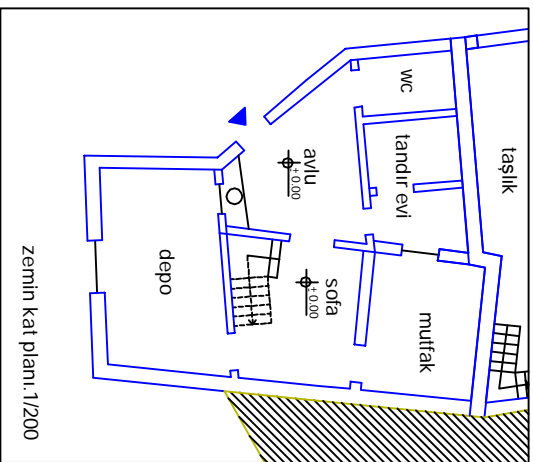 taşlık
wc
tandır evi
avlu
+ 0.00
sofa
+ 0.00
mutfak
depo
zemin kat planı.1/200